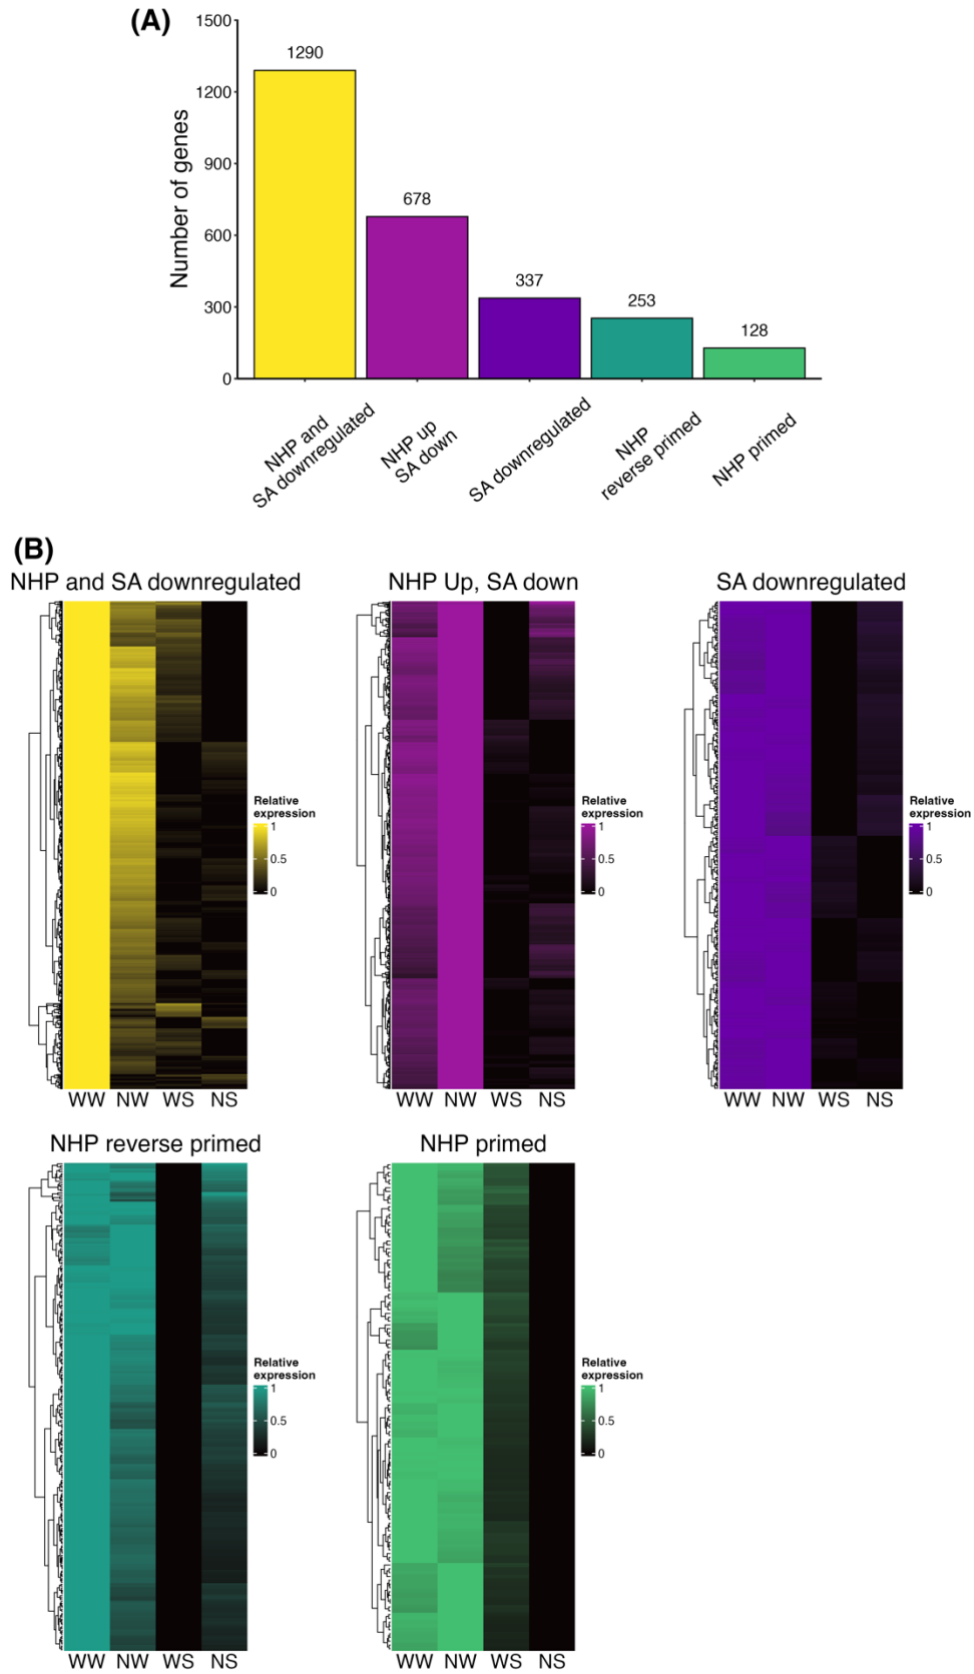 (A)
Number of genes
1500
1200
900
600
300
0
1290
678
337
253
128
NHP and
SA downregulated
NHP up
SA down
SA downregulated
NHP
reverse primed
NHP primed
(B)
NHP and SA downregulated
Relative
expression
1
0.5
0
WW NW WS NS
NHP Up, SA down
Relative
expression
1
0.5
0
WW NW WS NS
SA downregulated
Relative
expression
1
0.5
0
WW NW WS NS
NHP reverse primed
Relative
expression
1
0.5
0
WW NW WS NS
NHP primed
Relative
expression
1
0.5
0
WW NW WS NS